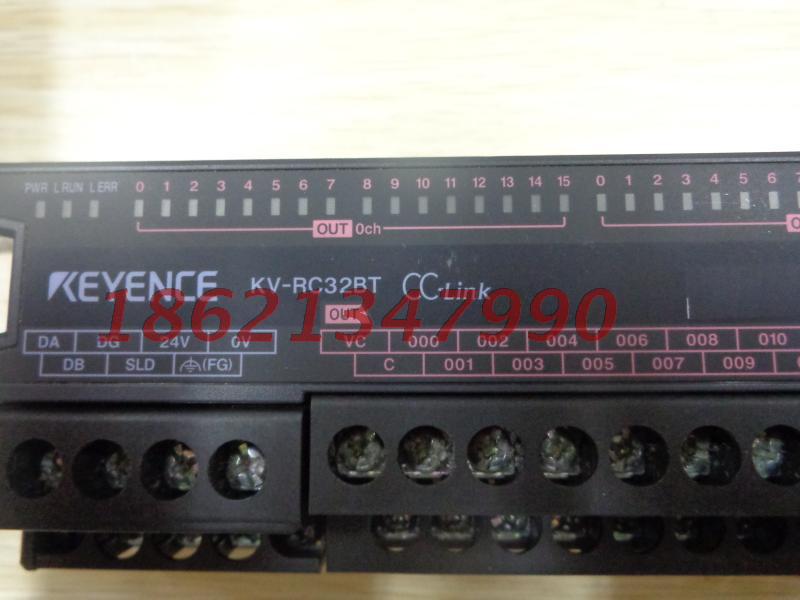 PWR L RUN L ERR 0 1 2 3 4 5 6 7 8 9 10 11 12 13 14 15 0 1 2 3 4 5 6
OUT 0ch
KEYENCE KV-RC32BT CC-Link
18621347990
OUT
DA DG 24V 0V VC 000 002 004 006 008 010
DB SLD (FG) C 001 003 005 007 009